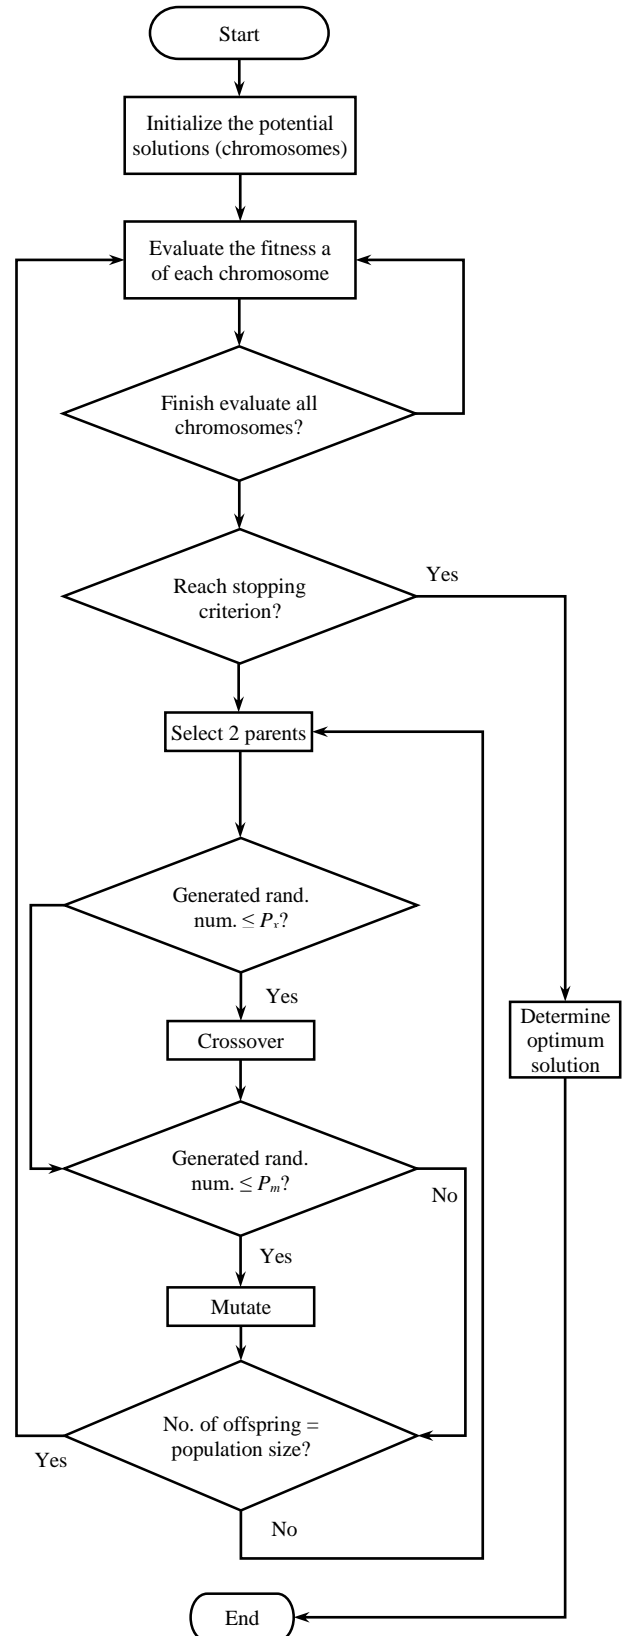 Start
Initialize the potential
solutions (chromosomes)
Evaluate the fitness a
of each chromosome
Finish evaluate all
chromosomes?
Reach stopping
criterion?
Yes
Select 2 parents
Generated rand.
num. ≤ Pₓ?
Yes
Crossover
Determine
optimum
solution
Generated rand.
num. ≤ Pₘ?
No
Yes
Mutate
No. of offspring =
population size?
Yes
No
End